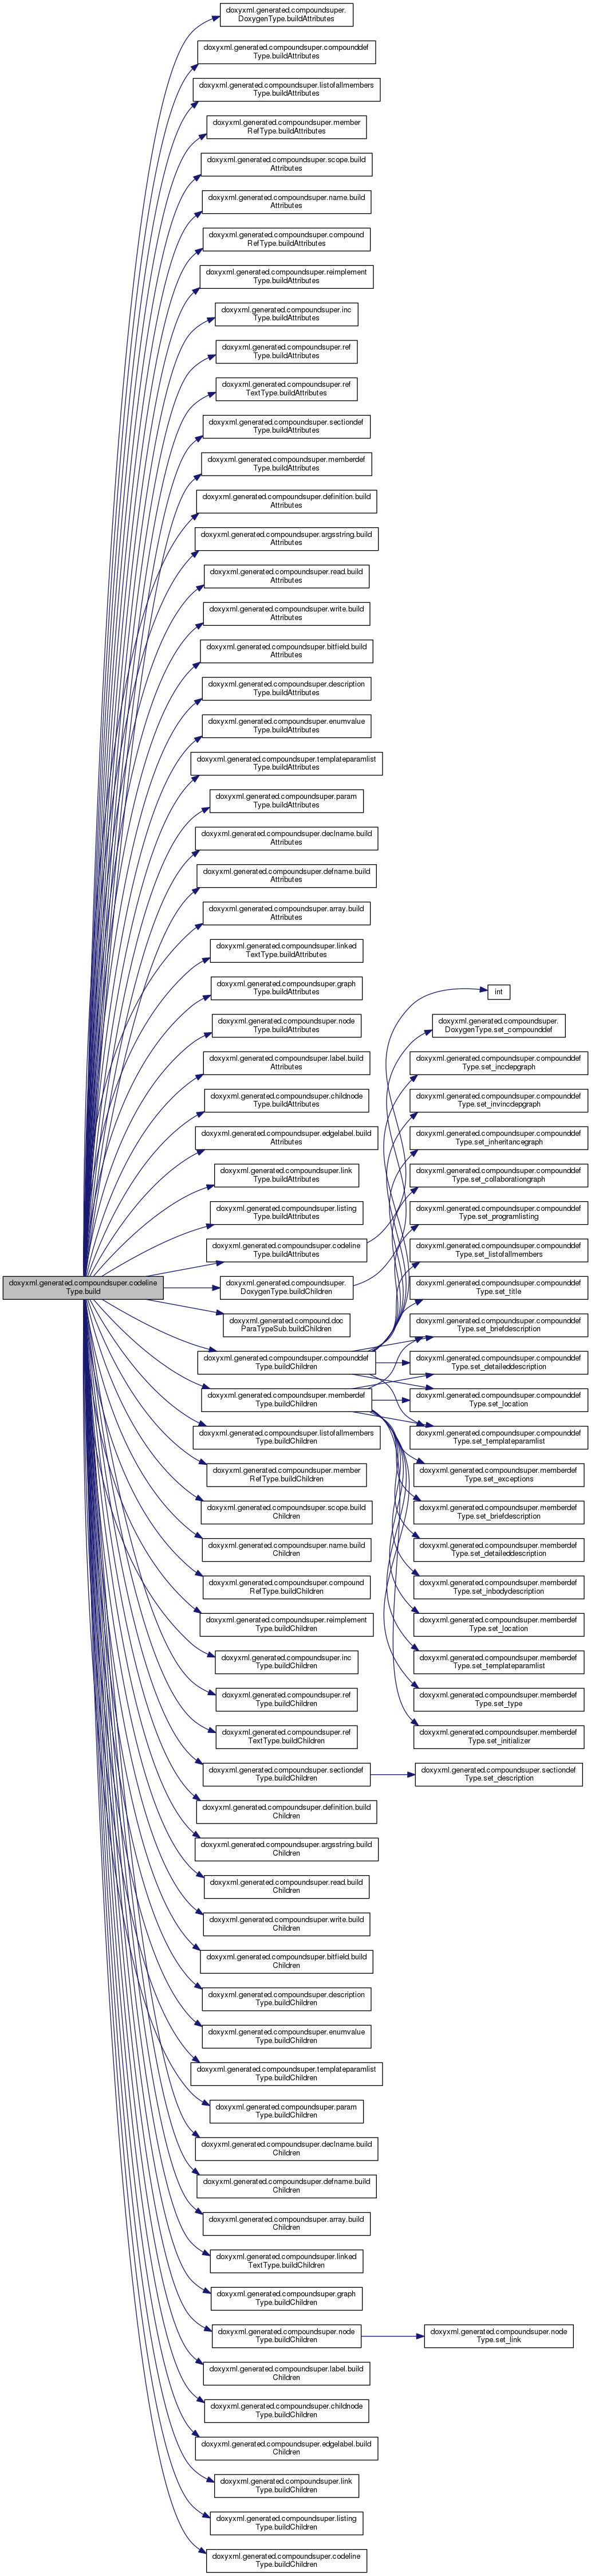 doxyxml.generated.compoundsuper.
DoxygenType.buildAttributes
doxyxml.generated.compoundsuper.compounddef
Type.buildAttributes
doxyxml.generated.compoundsuper.listofallmembers
Type.buildAttributes
doxyxml.generated.compoundsuper.member
RefType.buildAttributes
doxyxml.generated.compoundsuper.scope.build
Attributes
doxyxml.generated.compoundsuper.name.build
Attributes
doxyxml.generated.compoundsuper.compound
RefType.buildAttributes
doxyxml.generated.compoundsuper.reimplement
Type.buildAttributes
doxyxml.generated.compoundsuper.inc
Type.buildAttributes
doxyxml.generated.compoundsuper.ref
Type.buildAttributes
doxyxml.generated.compoundsuper.ref
TextType.buildAttributes
doxyxml.generated.compoundsuper.sectiondef
Type.buildAttributes
doxyxml.generated.compoundsuper.memberdef
Type.buildAttributes
doxyxml.generated.compoundsuper.definition.build
Attributes
doxyxml.generated.compoundsuper.argsstring.build
Attributes
doxyxml.generated.compoundsuper.read.build
Attributes
doxyxml.generated.compoundsuper.write.build
Attributes
doxyxml.generated.compoundsuper.bitfield.build
Attributes
doxyxml.generated.compoundsuper.description
Type.buildAttributes
doxyxml.generated.compoundsuper.enumvalue
Type.buildAttributes
doxyxml.generated.compoundsuper.templateparamlist
Type.buildAttributes
doxyxml.generated.compoundsuper.param
Type.buildAttributes
doxyxml.generated.compoundsuper.declname.build
Attributes
doxyxml.generated.compoundsuper.defname.build
Attributes
doxyxml.generated.compoundsuper.array.build
Attributes
doxyxml.generated.compoundsuper.linked
TextType.buildAttributes
doxyxml.generated.compoundsuper.graph
Type.buildAttributes
doxyxml.generated.compoundsuper.node
Type.buildAttributes
doxyxml.generated.compoundsuper.label.build
Attributes
doxyxml.generated.compoundsuper.childnode
Type.buildAttributes
doxyxml.generated.compoundsuper.edgelabel.build
Attributes
doxyxml.generated.compoundsuper.link
Type.buildAttributes
doxyxml.generated.compoundsuper.listing
Type.buildAttributes
doxyxml.generated.compoundsuper.codeline
Type.buildAttributes
doxyxml.generated.compoundsuper.codeline
Type.build
doxyxml.generated.compoundsuper.
DoxygenType.buildChildren
doxyxml.generated.compound.doc
ParaTypeSub.buildChildren
doxyxml.generated.compoundsuper.compounddef
Type.buildChildren
doxyxml.generated.compoundsuper.memberdef
Type.buildChildren
doxyxml.generated.compoundsuper.listofallmembers
Type.buildChildren
doxyxml.generated.compoundsuper.member
RefType.buildChildren
doxyxml.generated.compoundsuper.scope.build
Children
doxyxml.generated.compoundsuper.name.build
Children
doxyxml.generated.compoundsuper.compound
RefType.buildChildren
doxyxml.generated.compoundsuper.reimplement
Type.buildChildren
doxyxml.generated.compoundsuper.inc
Type.buildChildren
doxyxml.generated.compoundsuper.ref
Type.buildChildren
doxyxml.generated.compoundsuper.ref
TextType.buildChildren
doxyxml.generated.compoundsuper.sectiondef
Type.buildChildren
doxyxml.generated.compoundsuper.definition.build
Children
doxyxml.generated.compoundsuper.argsstring.build
Children
doxyxml.generated.compoundsuper.read.build
Children
doxyxml.generated.compoundsuper.write.build
Children
doxyxml.generated.compoundsuper.bitfield.build
Children
doxyxml.generated.compoundsuper.description
Type.buildChildren
doxyxml.generated.compoundsuper.enumvalue
Type.buildChildren
doxyxml.generated.compoundsuper.templateparamlist
Type.buildChildren
doxyxml.generated.compoundsuper.param
Type.buildChildren
doxyxml.generated.compoundsuper.declname.build
Children
doxyxml.generated.compoundsuper.defname.build
Children
doxyxml.generated.compoundsuper.array.build
Children
doxyxml.generated.compoundsuper.linked
TextType.buildChildren
doxyxml.generated.compoundsuper.graph
Type.buildChildren
doxyxml.generated.compoundsuper.node
Type.buildChildren
doxyxml.generated.compoundsuper.label.build
Children
doxyxml.generated.compoundsuper.childnode
Type.buildChildren
doxyxml.generated.compoundsuper.edgelabel.build
Children
doxyxml.generated.compoundsuper.link
Type.buildChildren
doxyxml.generated.compoundsuper.listing
Type.buildChildren
doxyxml.generated.compoundsuper.codeline
Type.buildChildren
int
doxyxml.generated.compoundsuper.
DoxygenType.set_compounddef
doxyxml.generated.compoundsuper.compounddef
Type.set_incdepgraph
doxyxml.generated.compoundsuper.compounddef
Type.set_invincdepgraph
doxyxml.generated.compoundsuper.compounddef
Type.set_inheritancegraph
doxyxml.generated.compoundsuper.compounddef
Type.set_collaborationgraph
doxyxml.generated.compoundsuper.compounddef
Type.set_programlisting
doxyxml.generated.compoundsuper.compounddef
Type.set_listofallmembers
doxyxml.generated.compoundsuper.compounddef
Type.set_title
doxyxml.generated.compoundsuper.compounddef
Type.set_briefdescription
doxyxml.generated.compoundsuper.compounddef
Type.set_detaileddescription
doxyxml.generated.compoundsuper.compounddef
Type.set_location
doxyxml.generated.compoundsuper.compounddef
Type.set_templateparamlist
doxyxml.generated.compoundsuper.memberdef
Type.set_exceptions
doxyxml.generated.compoundsuper.memberdef
Type.set_briefdescription
doxyxml.generated.compoundsuper.memberdef
Type.set_detaileddescription
doxyxml.generated.compoundsuper.memberdef
Type.set_inbodydescription
doxyxml.generated.compoundsuper.memberdef
Type.set_location
doxyxml.generated.compoundsuper.memberdef
Type.set_templateparamlist
doxyxml.generated.compoundsuper.memberdef
Type.set_type
doxyxml.generated.compoundsuper.memberdef
Type.set_initializer
doxyxml.generated.compoundsuper.sectiondef
Type.set_description
doxyxml.generated.compoundsuper.node
Type.set_link